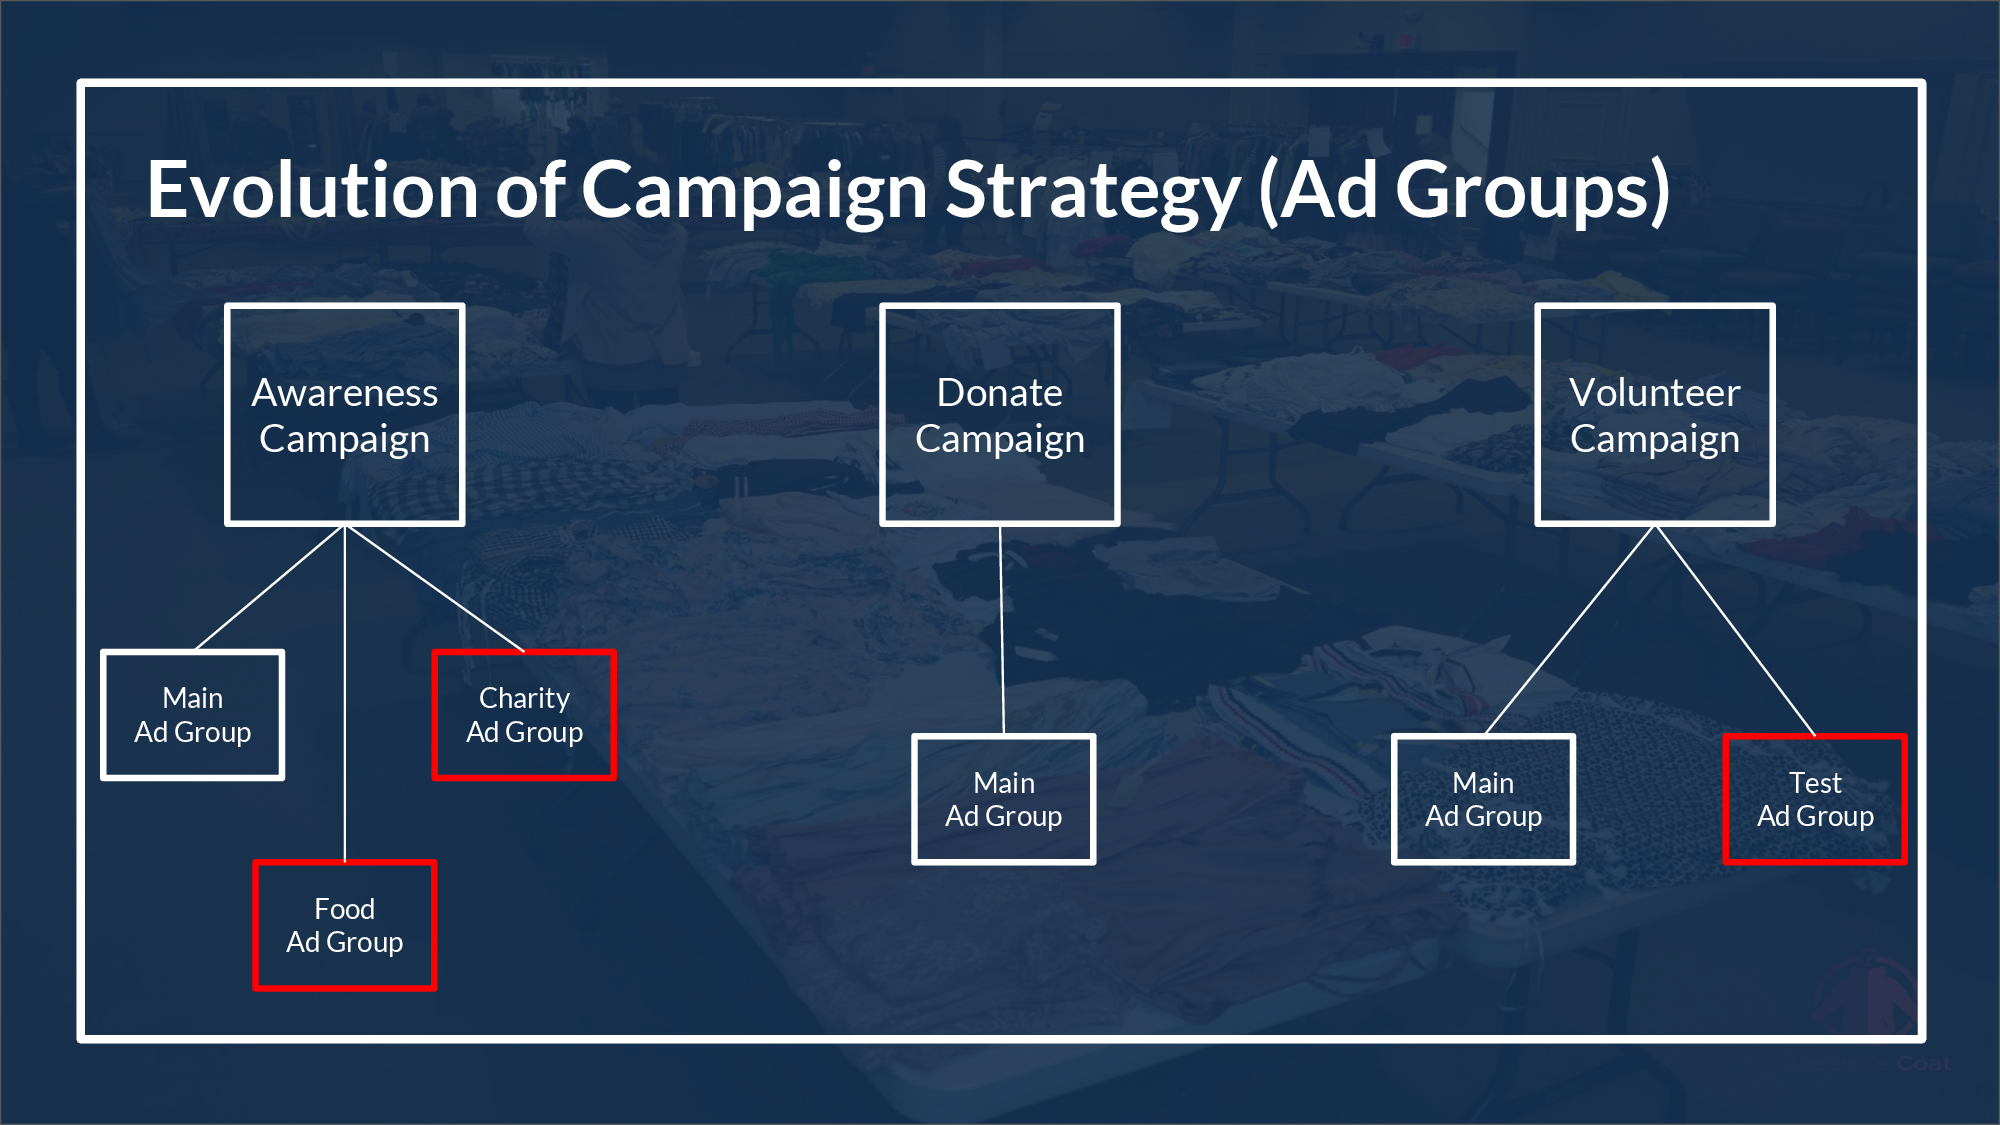 Evolution of Campaign Strategy (Ad Groups)
Awareness
Campaign
Donate
Campaign
Volunteer
Campaign
Main
Ad Group
Charity
Ad Group
Food
Ad Group
Main
Ad Group
Main
Ad Group
Test
Ad Group
Coat